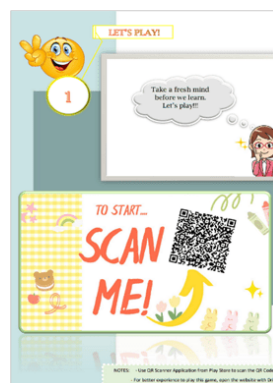 LET'S PLAY!
1
Take a fresh mind
before we learn.
Let's play!!!
TO START...
SCAN
ME!
NOTES: - Use QR Scanner Application from Play Store to scan the QR Code
- For better experience to play this game, open the website with